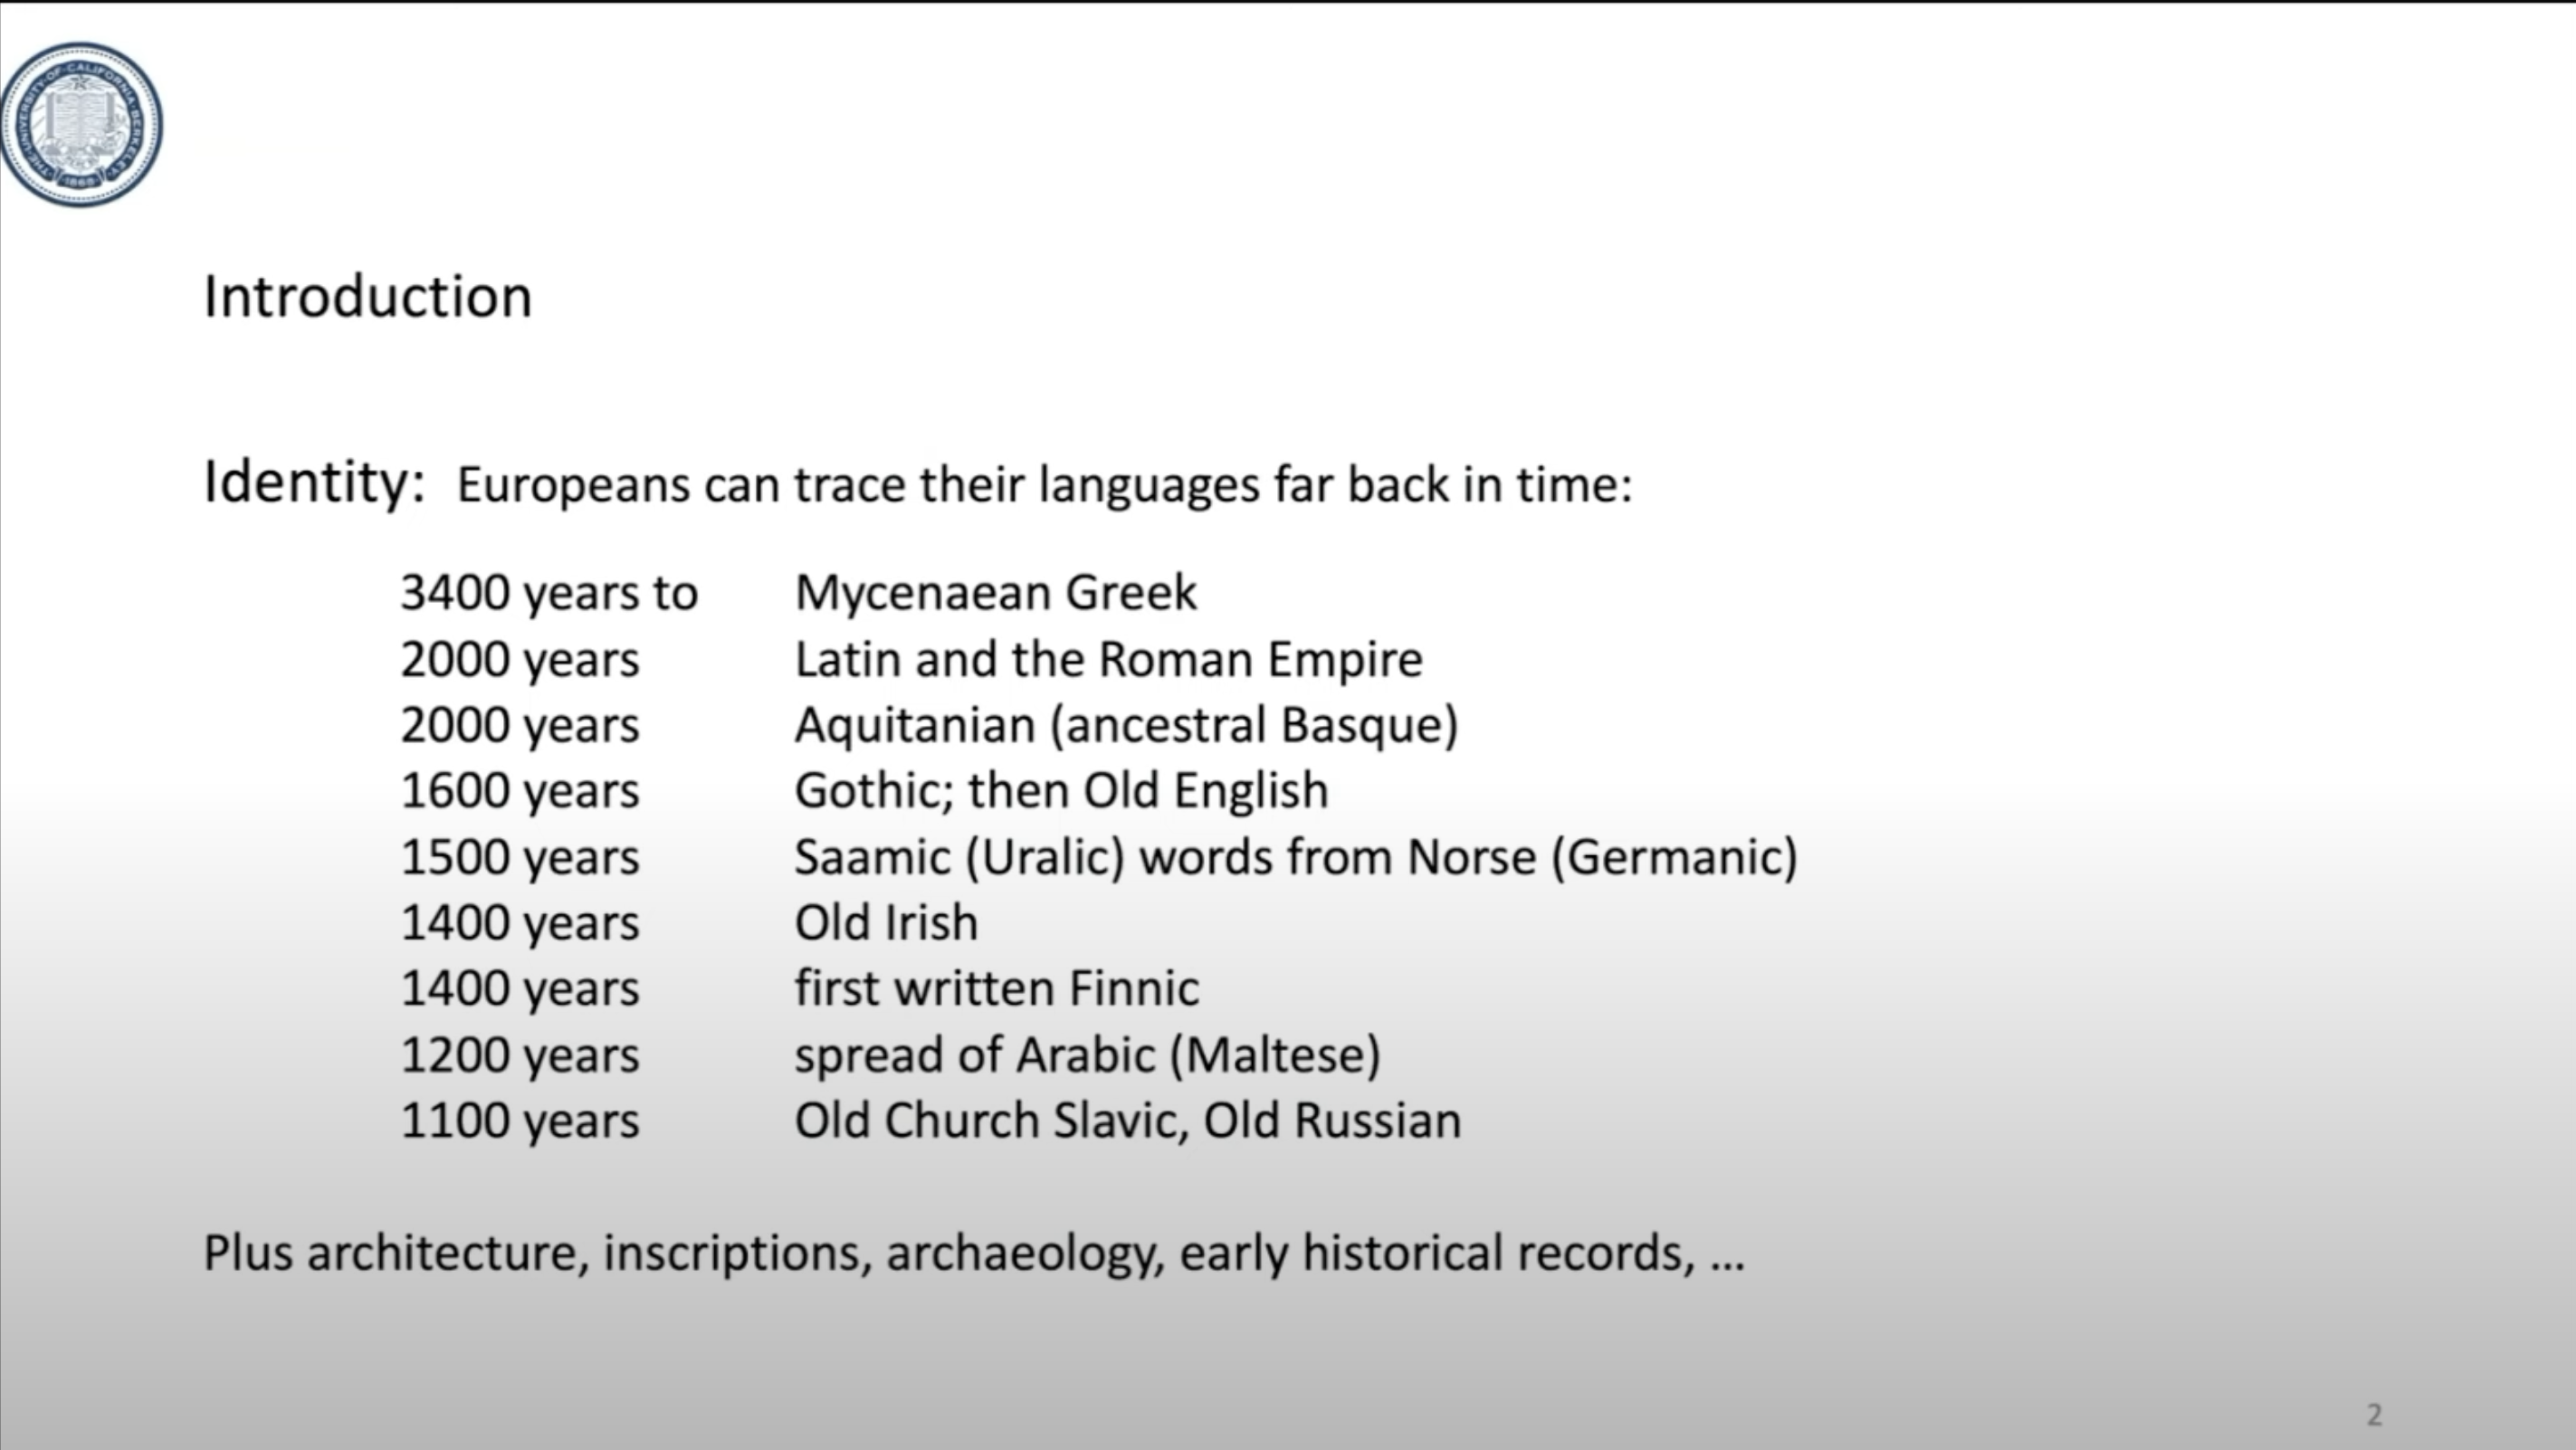 THE·UNIVERSITY·OF·CALIFORNIA·BERKELEY
1868
Introduction
Identity: Europeans can trace their languages far back in time:
3400 years to Mycenaean Greek
2000 years Latin and the Roman Empire
2000 years Aquitanian (ancestral Basque)
1600 years Gothic; then Old English
1500 years Saamic (Uralic) words from Norse (Germanic)
1400 years Old Irish
1400 years first written Finnic
1200 years spread of Arabic (Maltese)
1100 years Old Church Slavic, Old Russian
Plus architecture, inscriptions, archaeology, early historical records, ...
2